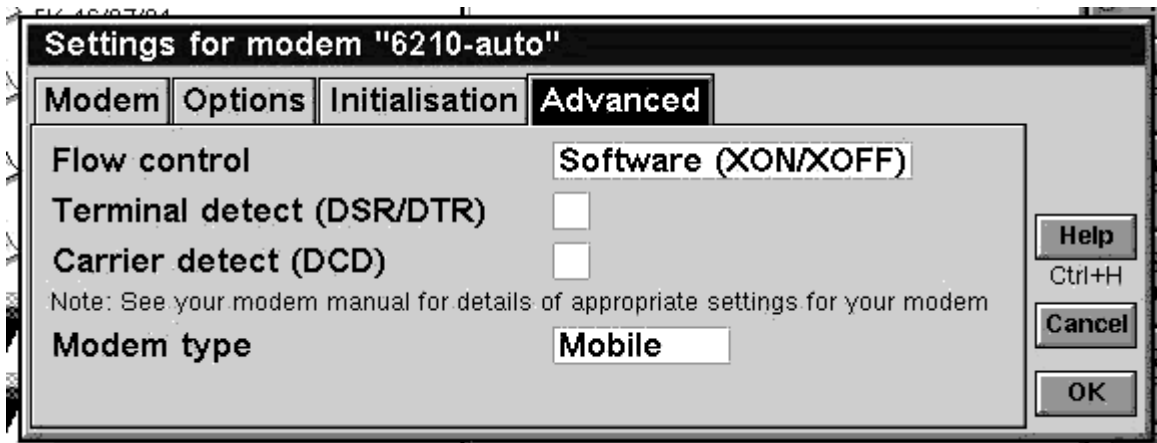 Settings for modem "6210-auto"
Modem Options Initialisation Advanced
Flow control Software (XON/XOFF)
Terminal detect (DSR/DTR)
Carrier detect (DCD)
Note: See your modem manual for details of appropriate settings for your modem
Modem type Mobile
Help
Ctrl+H
Cancel
OK